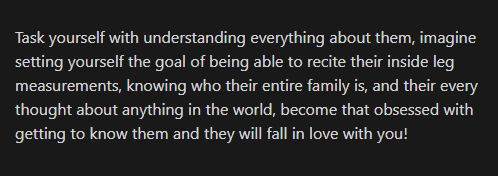 Task yourself with understanding everything about them, imagine
setting yourself the goal of being able to recite their inside leg
measurements, knowing who their entire family is, and their every
thought about anything in the world, become that obsessed with
getting to know them and they will fall in love with you!